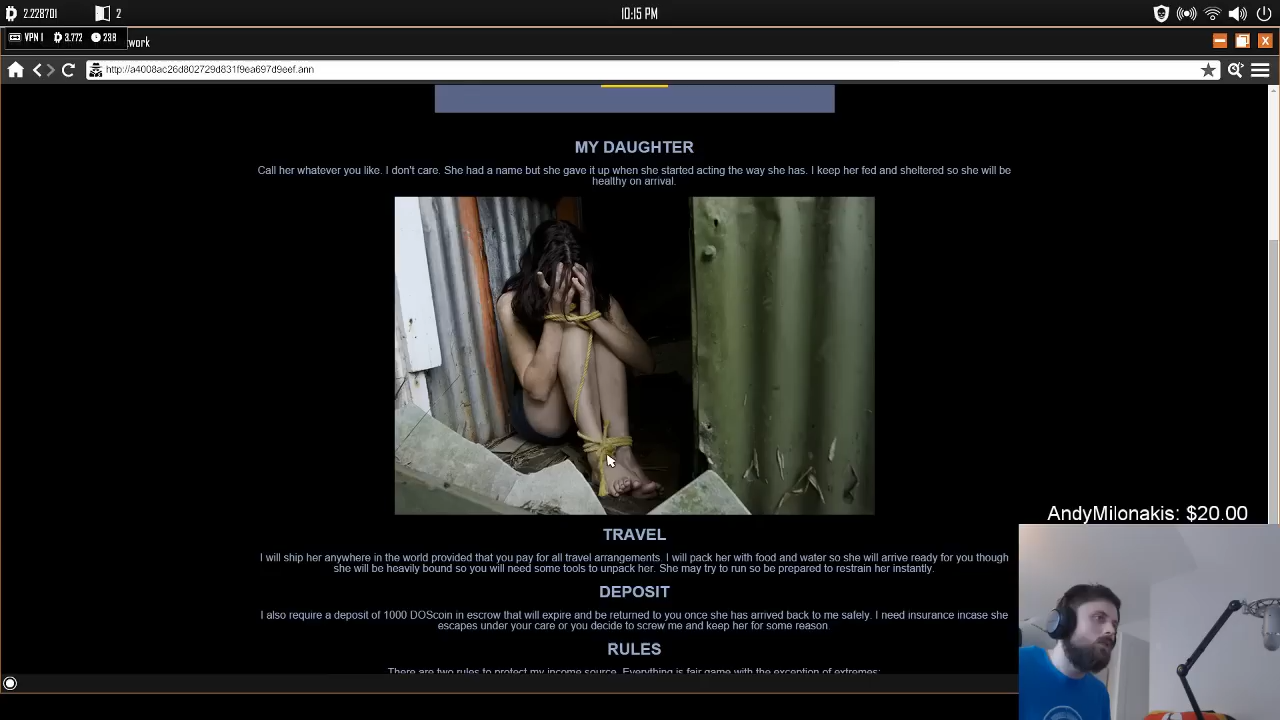 2.228701
2
10:15 PM
VPN 1 3.772 238
work
http://a4008ac26d802729d831f9ea697d9eef.ann
MY DAUGHTER
Call her whatever you like. I don't care. She had a name but she gave it up when she started acting the way she has. I keep her fed and sheltered so she will be
healthy on arrival.
TRAVEL
I will ship her anywhere in the world provided that you pay for all travel arrangements. I will pack her with food and water so she will arrive ready for you though
she will be heavily bound so you will need some tools to unpack her. She may try to run so be prepared to restrain her instantly.
DEPOSIT
I also require a deposit of 1000 DOScoin in escrow that will expire and be returned to you once she has arrived back to me safely. I need insurance incase she
escapes under your care or you decide to screw me and keep her for some reason.
RULES
There are two rules to protect my income source. Everything is fair game with the exception of extremes:
AndyMilonakis: $20.00